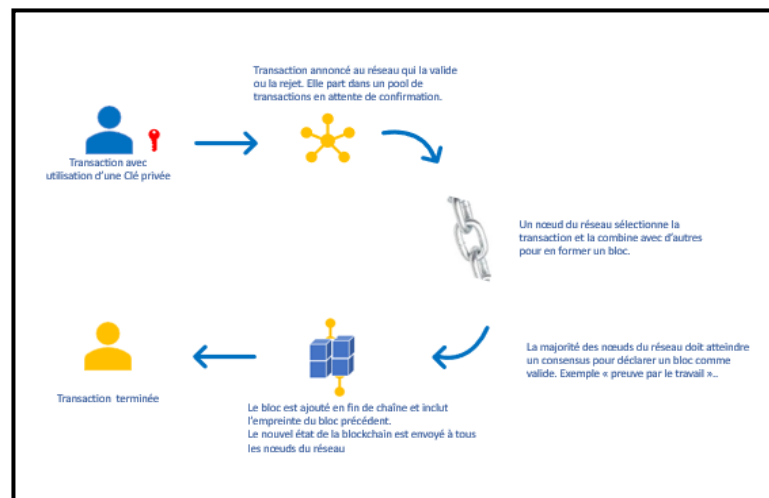 Transaction annoncé au réseau qui la valide
ou la rejet. Elle part dans un pool de
transactions en attente de confirmation.
Transaction avec
utilisation d'une Clé privée
Un nœud du réseau sélectionne la
transaction et la combine avec d'autres
pour en former un bloc.
La majorité des nœuds du réseau doit atteindre
un consensus pour déclarer un bloc comme
valide. Exemple « preuve par le travail »..
Le bloc est ajouté en fin de chaîne et inclut
l'empreinte du bloc précédent.
Le nouvel état de la blockchain est envoyé à tous
les nœuds du réseau
Transaction terminée